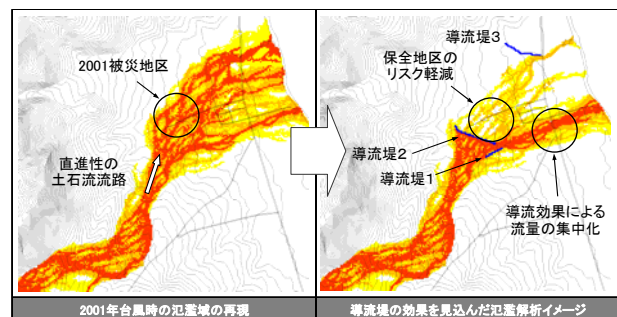 2001被災地区
直進性の
土石流流路
2001年台風時の氾濫域の再現
導流堤3
保全地区の
リスク軽減
導流堤2
導流堤1
導流効果による
流量の集中化
導流堤の効果を見込んだ氾濫解析イメージ